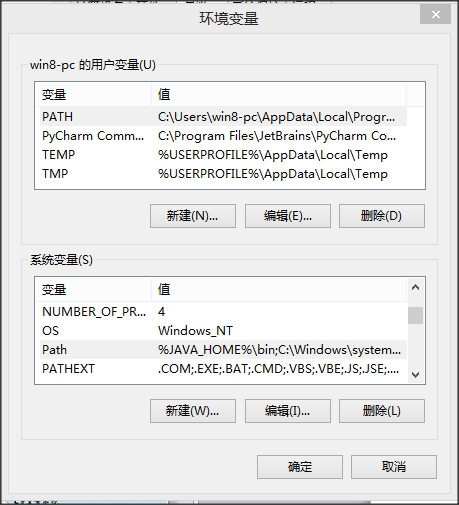 环境变量
win8-pc 的用户变量(U)
变量 值
PATH C:\Users\win8-pc\AppData\Local\Progr...
PyCharm Comm... C:\Program Files\JetBrains\PyCharm Co...
TEMP %USERPROFILE%\AppData\Local\Temp
TMP %USERPROFILE%\AppData\Local\Temp
新建(N)... 编辑(E)... 删除(D)
系统变量(S)
变量 值
NUMBER_OF_PR... 4
OS Windows_NT
Path %JAVA_HOME%\bin;C:\Windows\system...
PATHEXT .COM;.EXE;.BAT;.CMD;.VBS;.VBE;.JS;.JSE;....
新建(W)... 编辑(I)... 删除(L)
确定 取消